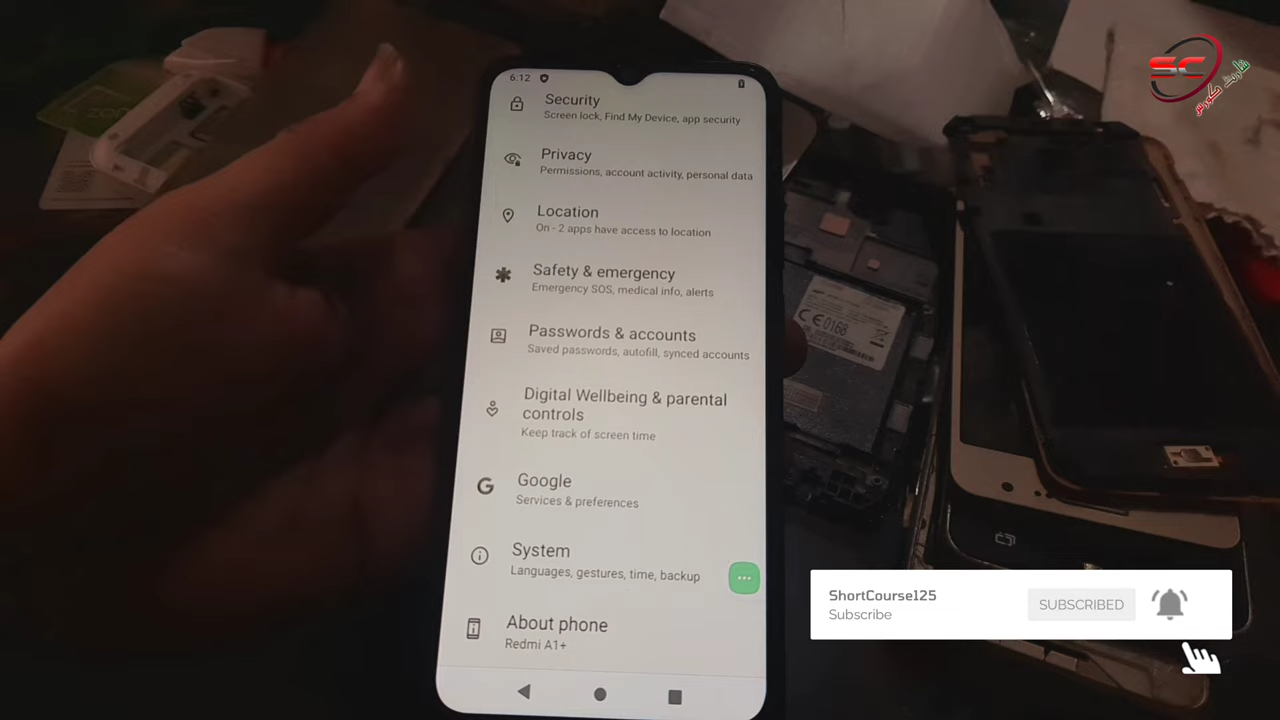 6:12
Security
Screen lock, Find My Device, app security
Privacy
Permissions, account activity, personal data
Location
On - 2 apps have access to location
Safety & emergency
Emergency SOS, medical info, alerts
Passwords & accounts
Saved passwords, autofill, synced accounts
Digital Wellbeing & parental
controls
Keep track of screen time
Google
Services & preferences
System
Languages, gestures, time, backup
About phone
Redmi A1+
SC
شارٹ کورس
CE0168
ShortCourse125
Subscribe
SUBSCRIBED